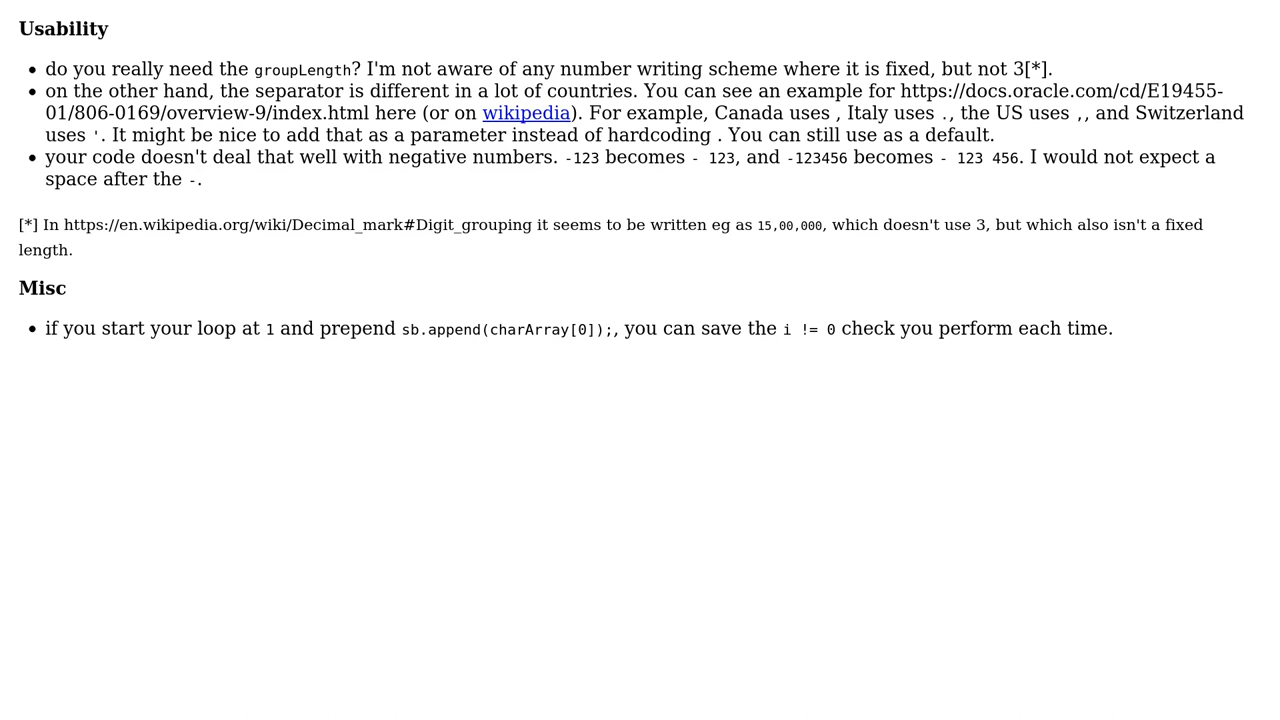 Usability
• do you really need the groupLength? I'm not aware of any number writing scheme where it is fixed, but not 3[*].
• on the other hand, the separator is different in a lot of countries. You can see an example for https://docs.oracle.com/cd/E19455-
01/806-0169/overview-9/index.html here (or on wikipedia). For example, Canada uses , Italy uses ., the US uses ,, and Switzerland
uses '. It might be nice to add that as a parameter instead of hardcoding . You can still use as a default.
• your code doesn't deal that well with negative numbers. -123 becomes - 123, and -123456 becomes - 123 456. I would not expect a
space after the -.
[*] In https://en.wikipedia.org/wiki/Decimal_mark#Digit_grouping it seems to be written eg as 15,00,000, which doesn't use 3, but which also isn't a fixed
length.
Misc
• if you start your loop at 1 and prepend sb.append(charArray[0]);, you can save the i != 0 check you perform each time.